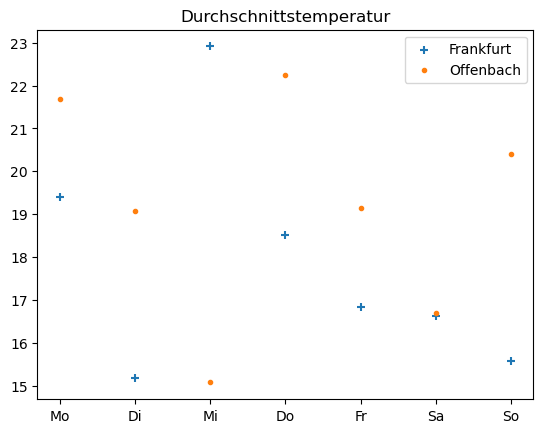 Durchschnittstemperatur
Frankfurt
Offenbach
23
22
21
20
19
18
17
16
15
Mo Di Mi Do Fr Sa So